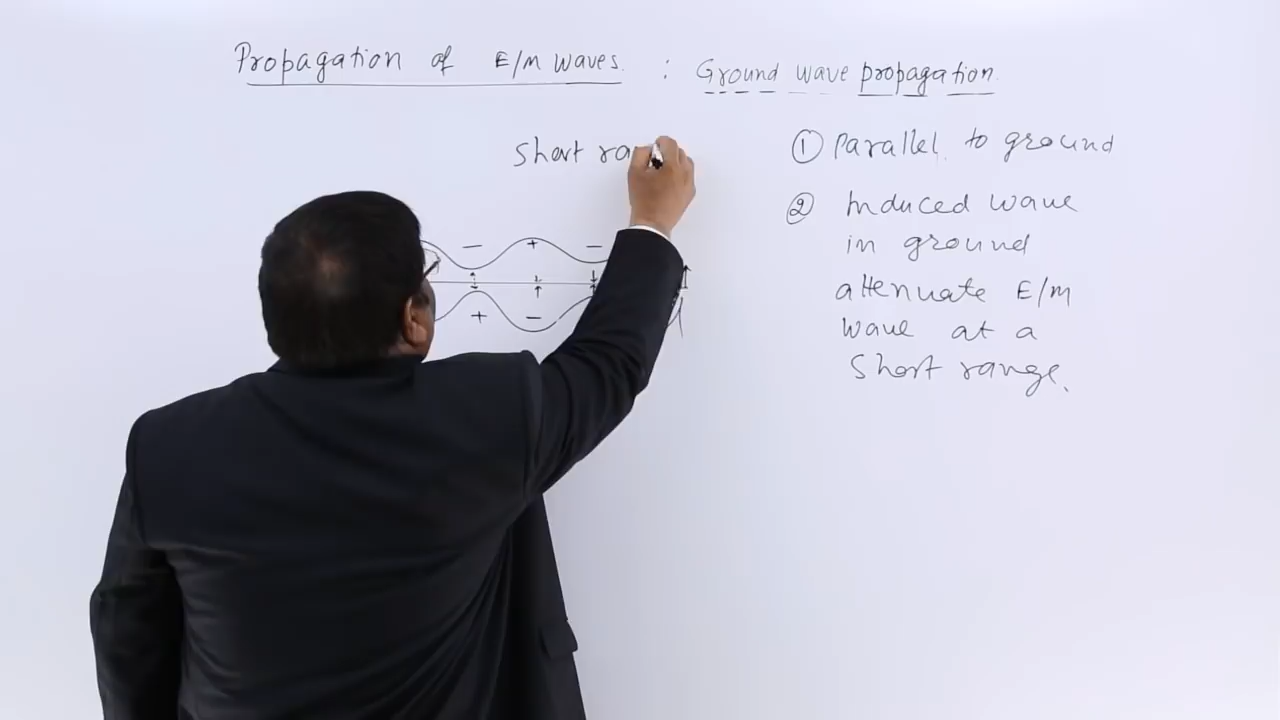 Propagation of E/M waves : Ground wave propagation
Short ra
① Parallel to ground
② Induced wave
in ground
attenuate E/M
wave at a
Short range.
− + −
+ −